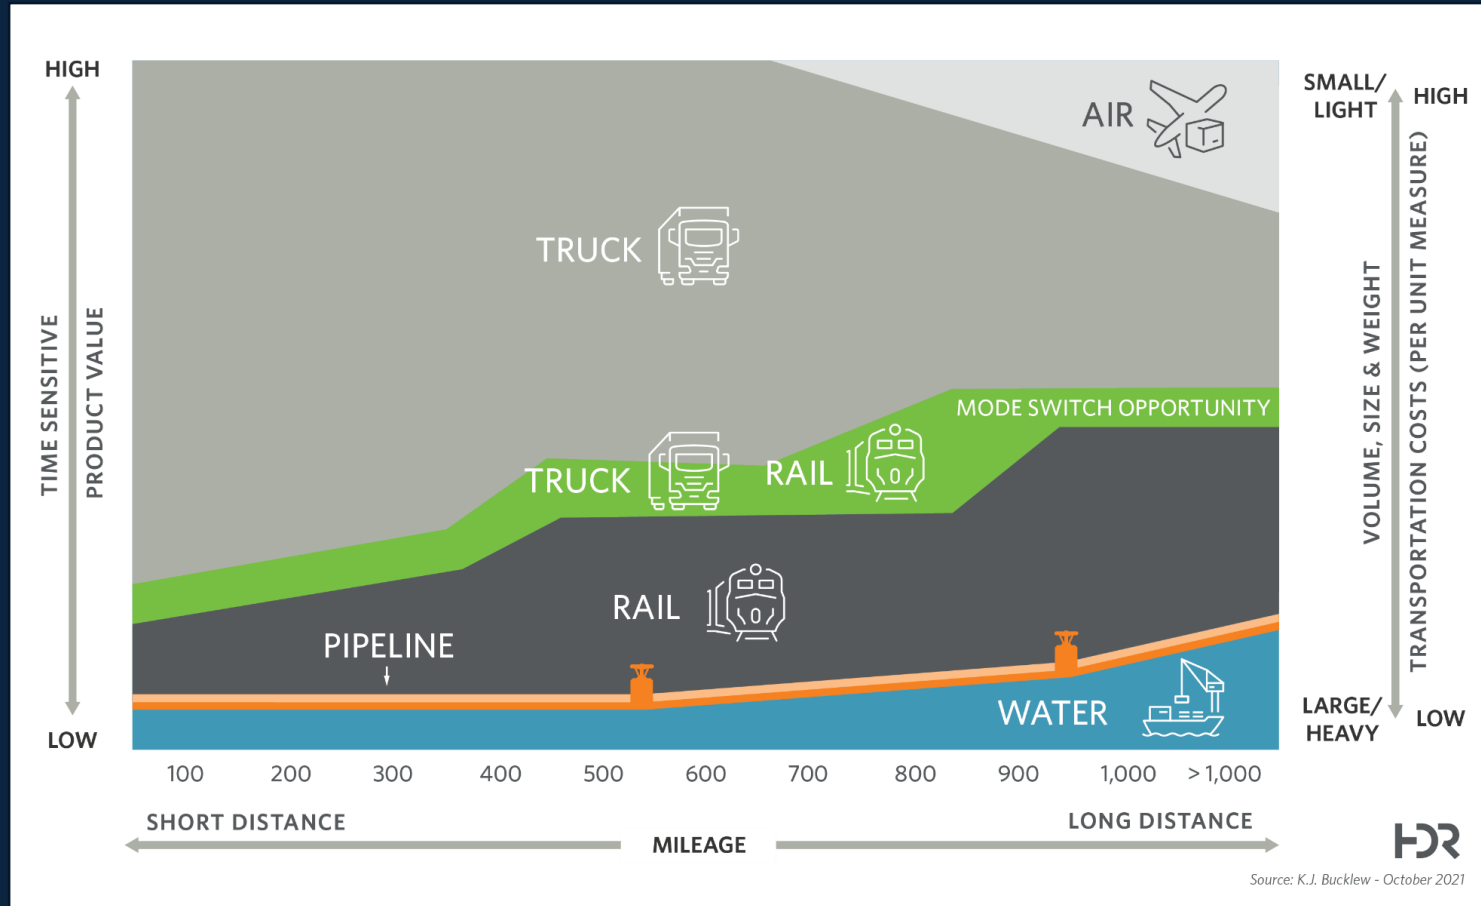 HIGH
TIME SENSITIVE
PRODUCT VALUE
LOW
AIR
TRUCK
MODE SWITCH OPPORTUNITY
TRUCK
RAIL
RAIL
PIPELINE
WATER
SMALL/
LIGHT
HIGH
VOLUME, SIZE & WEIGHT
TRANSPORTATION COSTS (PER UNIT MEASURE)
LARGE/
HEAVY
LOW
100 200 300 400 500 600 700 800 900 1,000 >1,000
SHORT DISTANCE
MILEAGE
LONG DISTANCE
HDR
Source: K.J. Bucklew - October 2021